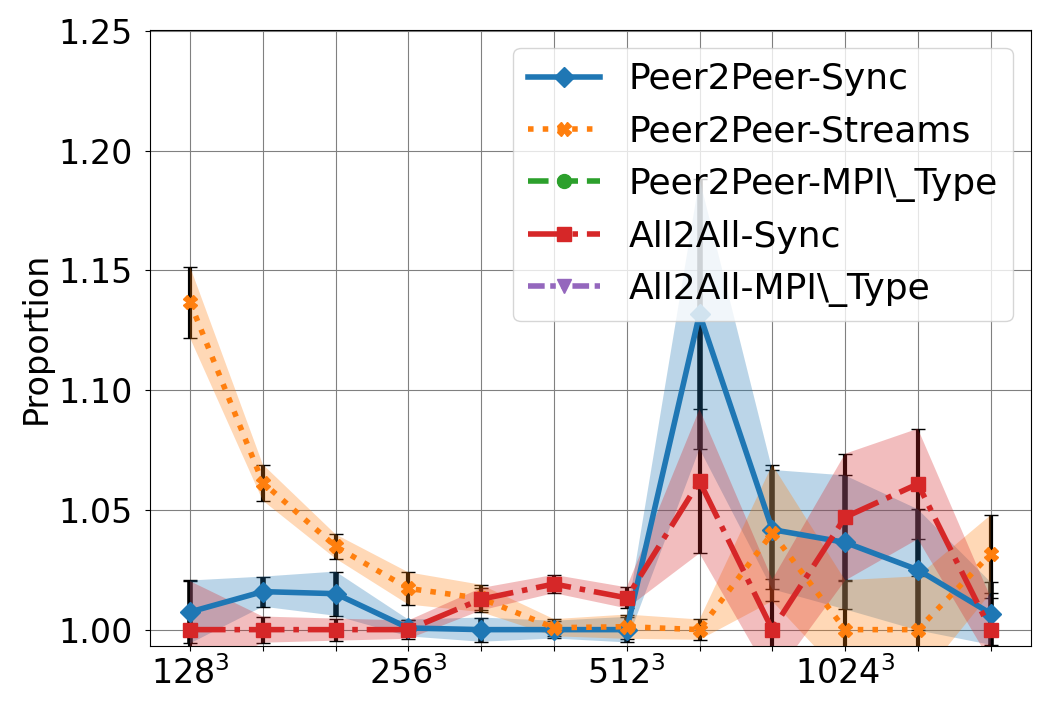 1.25
1.20
1.15
1.10
1.05
1.00
Proportion
Peer2Peer-Sync
Peer2Peer-Streams
Peer2Peer-MPI\_Type
All2All-Sync
All2All-MPI\_Type
128³ 256³ 512³ 1024³